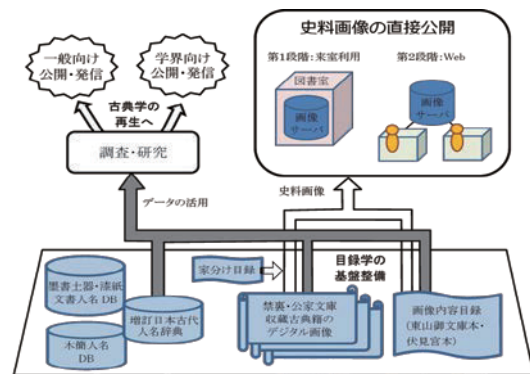 一般向け
公開・発信
学界向け
公開・発信
古典学の
再生へ
調査・研究
史料画像の直接公開
第1段階：来室利用
第2段階：Web
図書室
画像
サーバ
画像
サーバ
データの活用
史料画像
家分け目録
目録学の
基盤整備
墨書土器・漆紙
文書人名DB
木簡人名
DB
増訂日本古代
人名辞典
禁裏・公家文庫
収蔵古典籍の
デジタル画像
画像内容目録
(東山御文庫本・
伏見宮本)